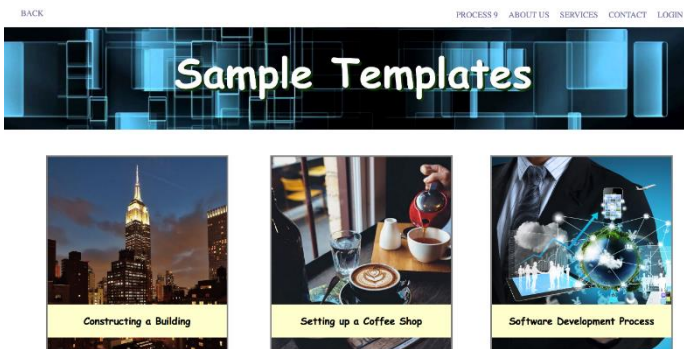 BACK PROCESS 9 ABOUT US SERVICES CONTACT LOGIN
Sample Templates
Constructing a Building
Setting up a Coffee Shop
Software Development Process